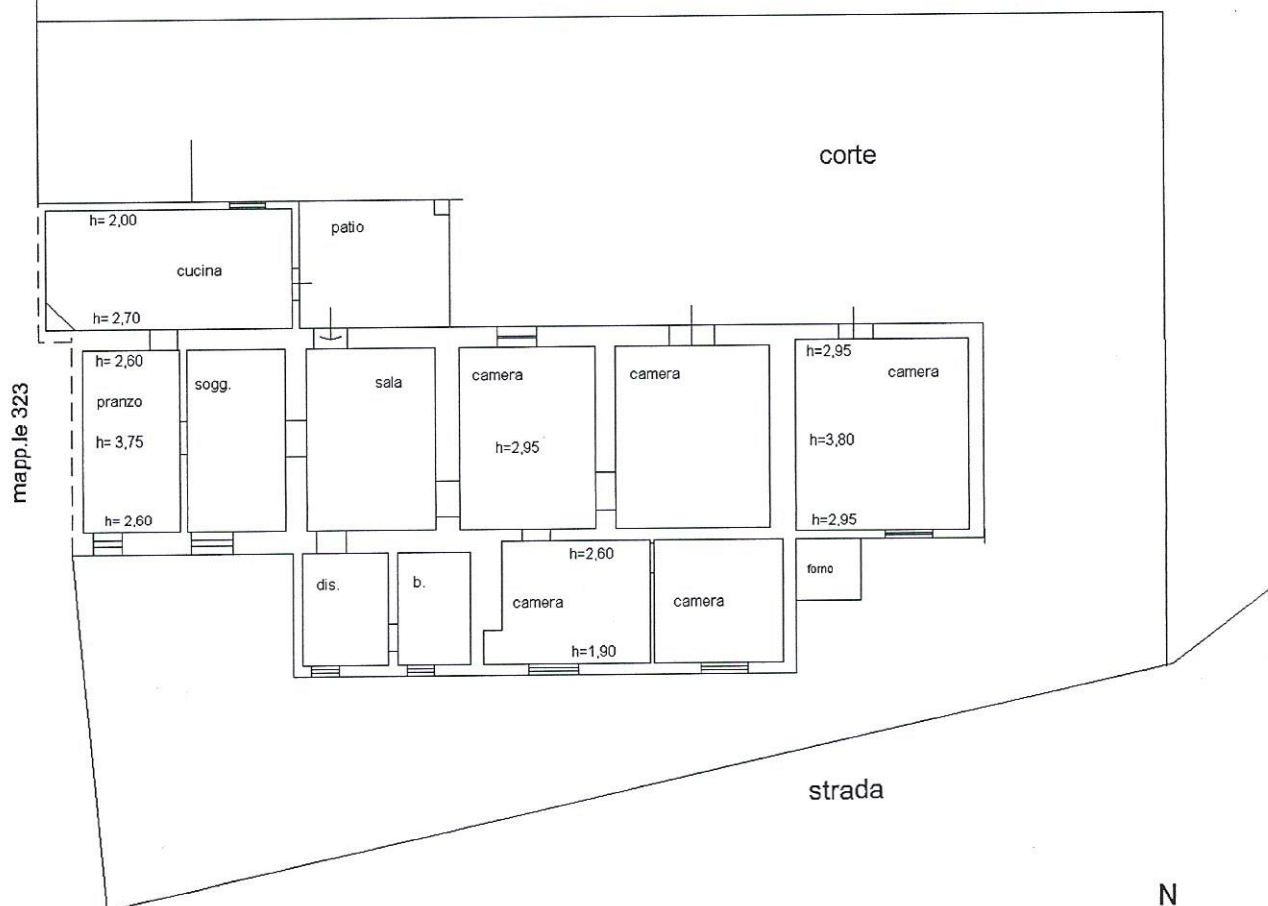 corte
h= 2,00
patio
cucina
h= 2,70
mapp.le 323
h= 2,60
pranzo
h= 3,75
h= 2,60
sogg.
sala
camera
h=2,95
camera
h=2,95
camera
h=3,80
h=2,95
dis.
b.
h=2,60
camera
h=1,90
camera
forno
strada
N